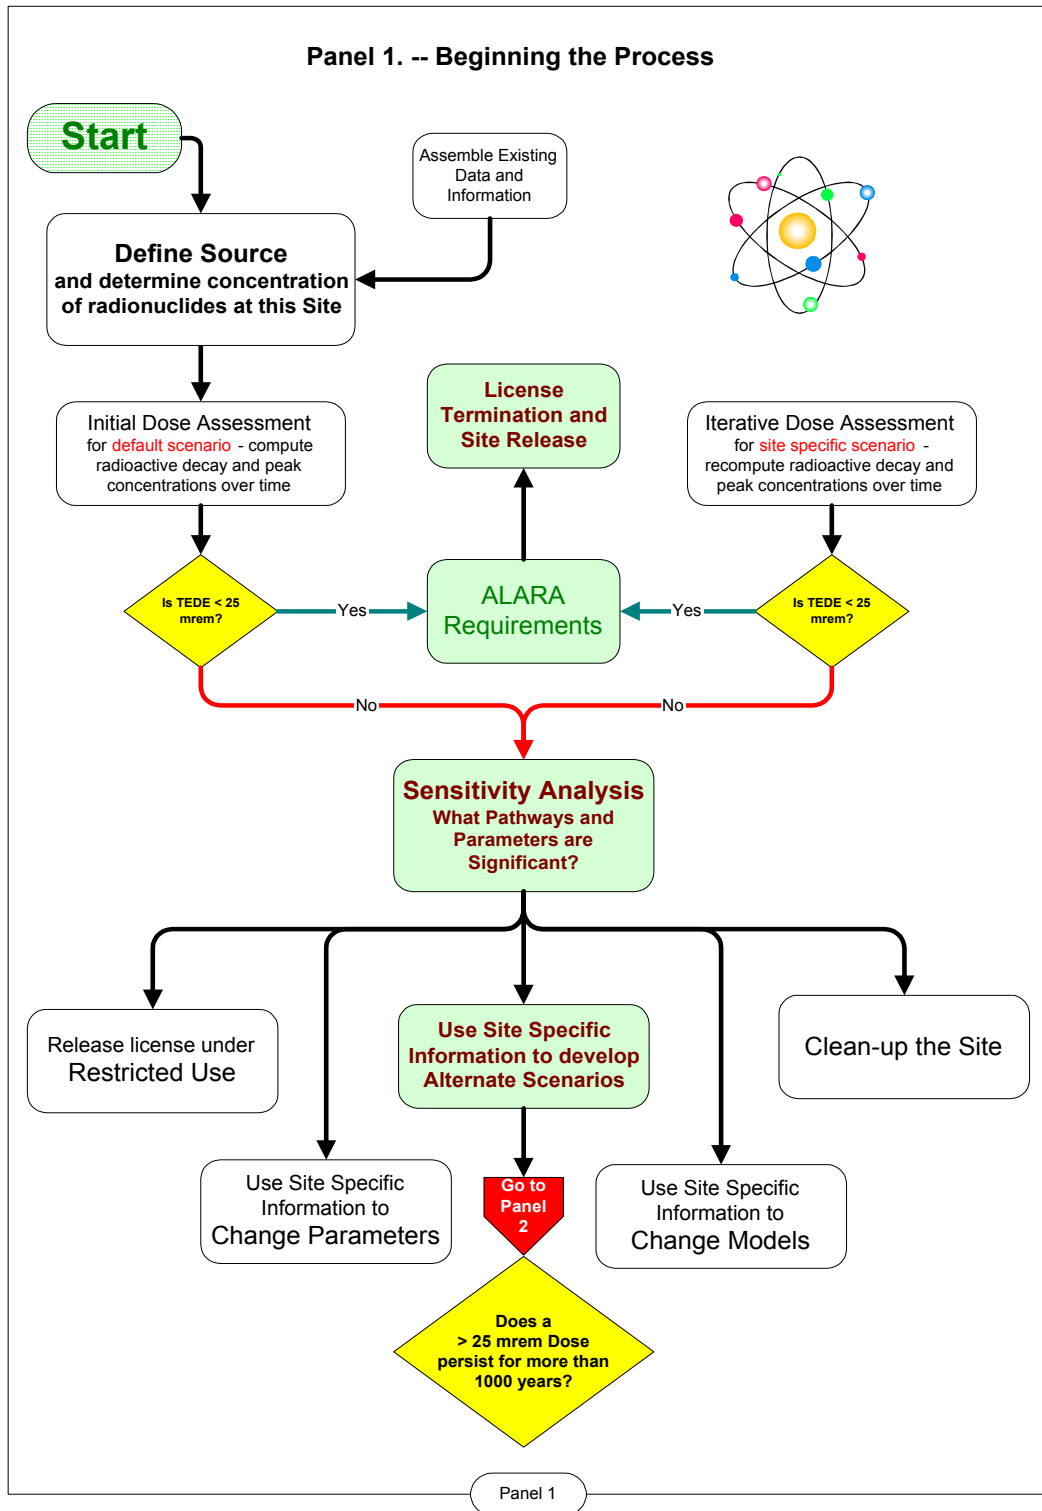 Panel 1. -- Beginning the Process
Start
Assemble Existing
Data and
Information
Define Source
and determine concentration
of radionuclides at this Site
License
Termination and
Site Release
Initial Dose Assessment
for default scenario - compute
radioactive decay and peak
concentrations over time
Iterative Dose Assessment
for site specific scenario -
recompute radioactive decay and
peak concentrations over time
Is TEDE < 25
mrem?
Yes
ALARA
Requirements
Yes
Is TEDE < 25
mrem?
No
No
Sensitivity Analysis
What Pathways and
Parameters are
Significant?
Release license under
Restricted Use
Use Site Specific
Information to develop
Alternate Scenarios
Clean-up the Site
Use Site Specific
Information to
Change Parameters
Go to
Panel
2
Use Site Specific
Information to
Change Models
Does a
> 25 mrem Dose
persist for more than
1000 years?
Panel 1